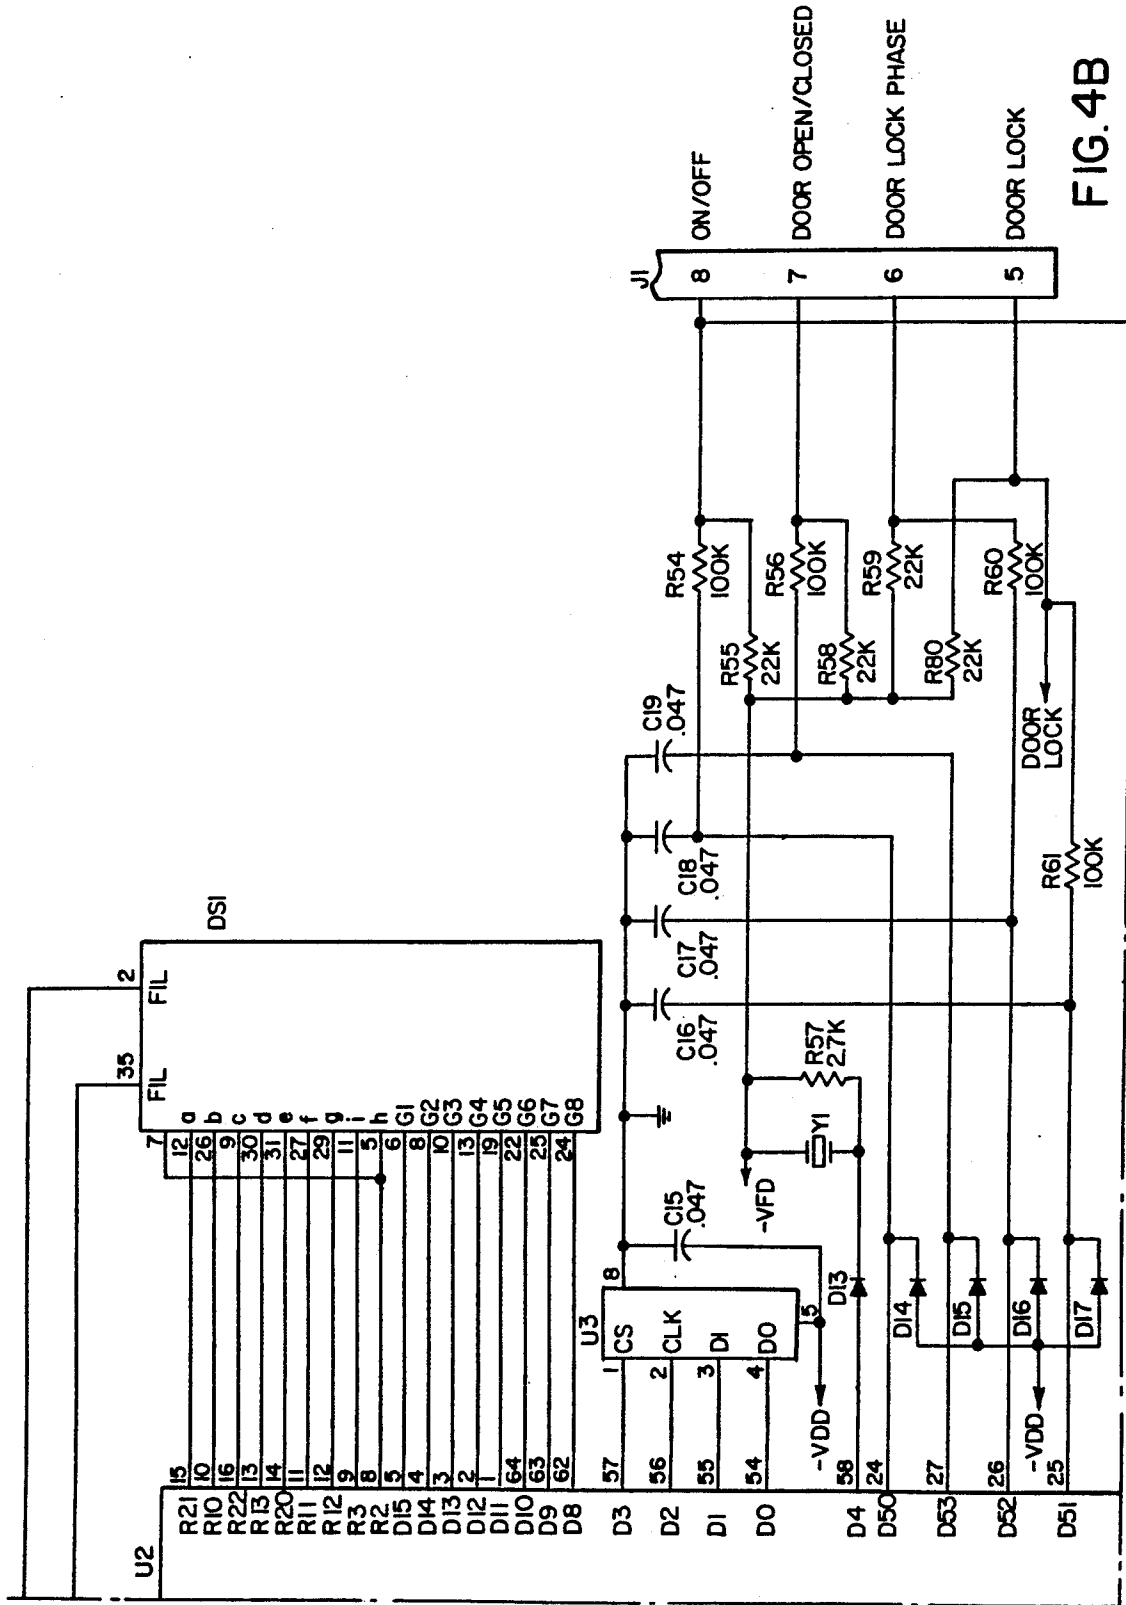 U2
R21 15 12 a
R10 10 26 b
R22 16 9 c
R13 13 30 d
R20 14 31 e
R11 11 27 f
R12 12 29 g
R3 9 11 i
R2 8 5 h
D15 5 6 G1
D14 4 8 G2
D13 3 10 G3
D12 2 13 G4
D11 1 19 G5
D10 64 22 G6
D9 63 25 G7
D8 62 24 G8
7
35 FIL
2 FIL
DS1
D3 57 1 CS
D2 56 2 CLK
D1 55 3 DI
D0 54 4 DO
U3
8
5
-VDD
C15
.047
-VFD
Y1
R57
2.7K
C16
.047
C17
.047
C18
.047
C19
.047
D4 58
D13
D50 24
D14
D53 27
D15
D52 26
D16
-VDD
D51 25
D17
R54
100K
R55
22K
R56
100K
R58
22K
R59
22K
R80
22K
R60
100K
R61
100K
DOOR
LOCK
J1
8 ON/OFF
7 DOOR OPEN/CLOSED
6 DOOR LOCK PHASE
5 DOOR LOCK
FIG. 4B